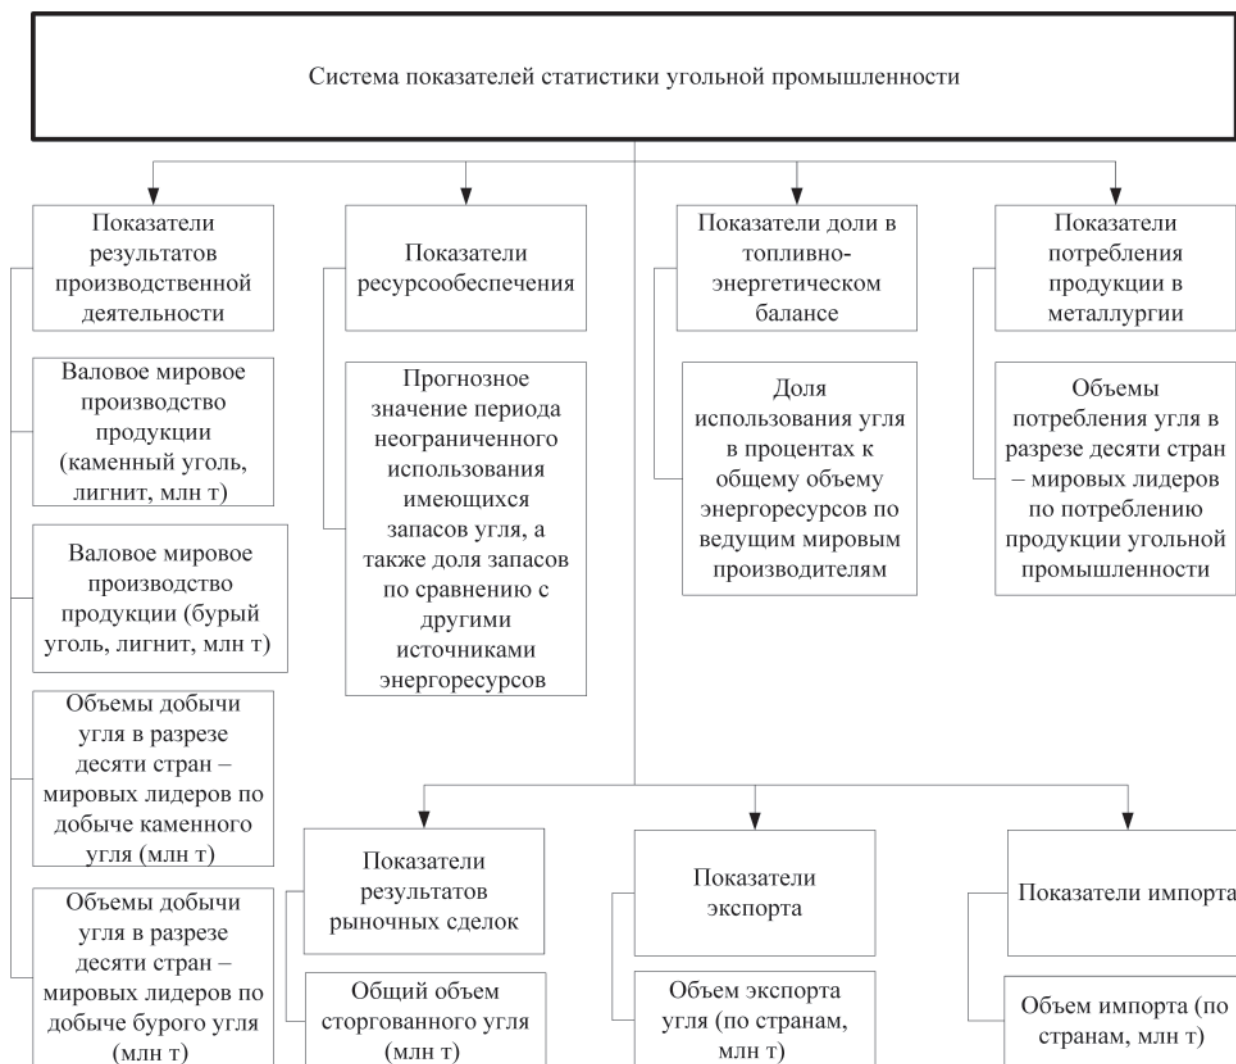 Система показателей статистики угольной промышленности
Показатели
результатов
производственной
деятельности
Показатели
ресурсообеспечения
Показатели доли в
топливно-
энергетическом
балансе
Показатели
потребления
продукции в
металлургии
Валовое мировое
производство
продукции
(каменный уголь,
лигнит, млн т)
Прогнозное
значение периода
неограниченного
использования
имеющихся
запасов угля, а
также доля запасов
по сравнению с
другими
источниками
энергоресурсов
Доля
использования угля
в процентах к
общему объему
энергоресурсов по
ведущим мировым
производителям
Объемы
потребления угля в
разрезе десяти стран
– мировых лидеров
по потреблению
продукции угольной
промышленности
Валовое мировое
производство
продукции (бурый
уголь, лигнит, млн т)
Объемы добычи
угля в разрезе
десяти стран –
мировых лидеров по
добыче каменного
угля (млн т)
Объемы добычи
угля в разрезе
десяти стран –
мировых лидеров по
добыче бурого угля
(млн т)
Показатели
результатов
рыночных сделок
Показатели
экспорта
Показатели импорта
Общий объем
сторгованного угля
(млн т)
Объем экспорта
угля (по странам,
млн т)
Объем импорта (по
странам, млн т)